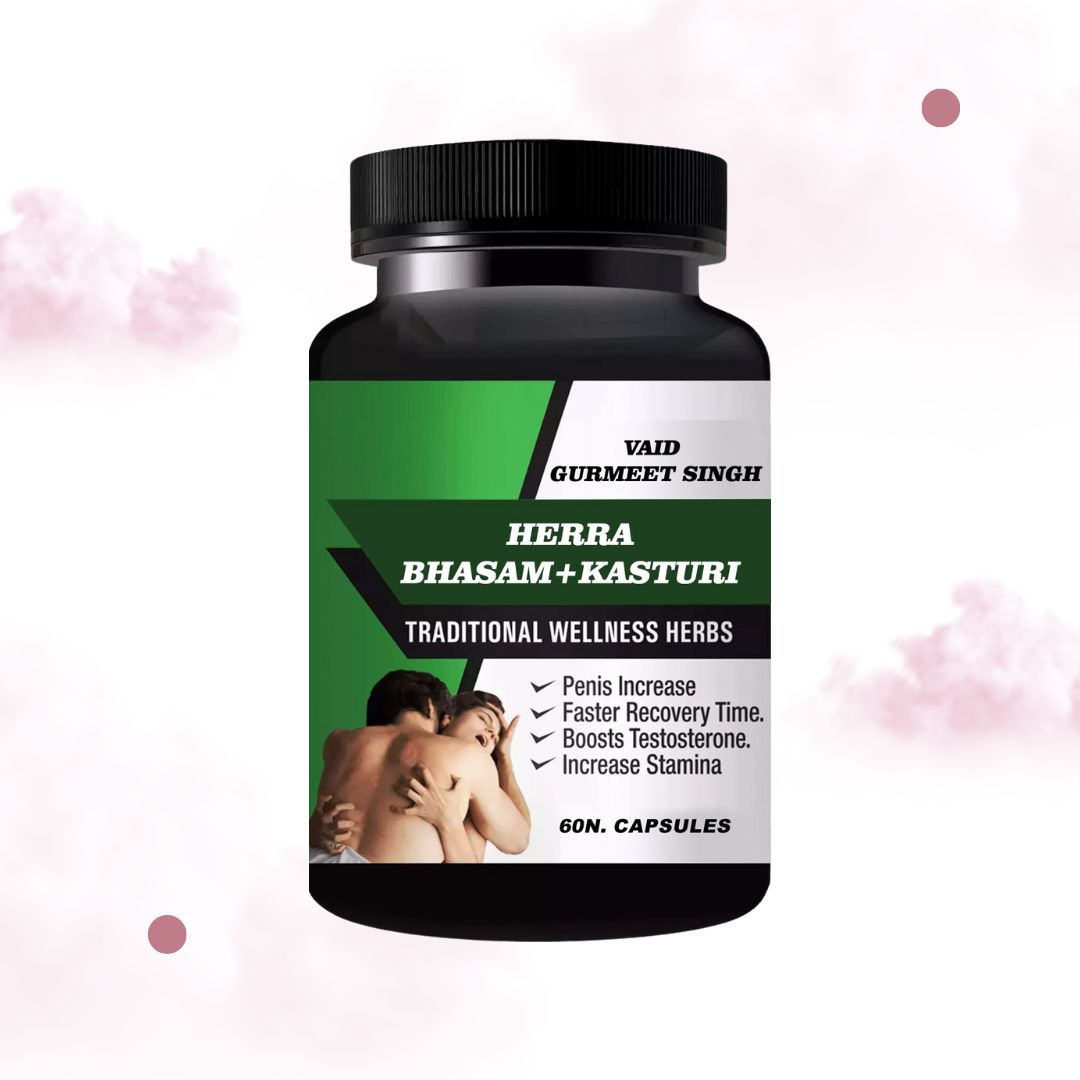 VAID
GURMEET SINGH
HERRA
BHASAM+KASTURI
TRADITIONAL WELLNESS HERBS
Penis Increase
Faster Recovery Time.
Boosts Testosterone.
Increase Stamina
60N. CAPSULES